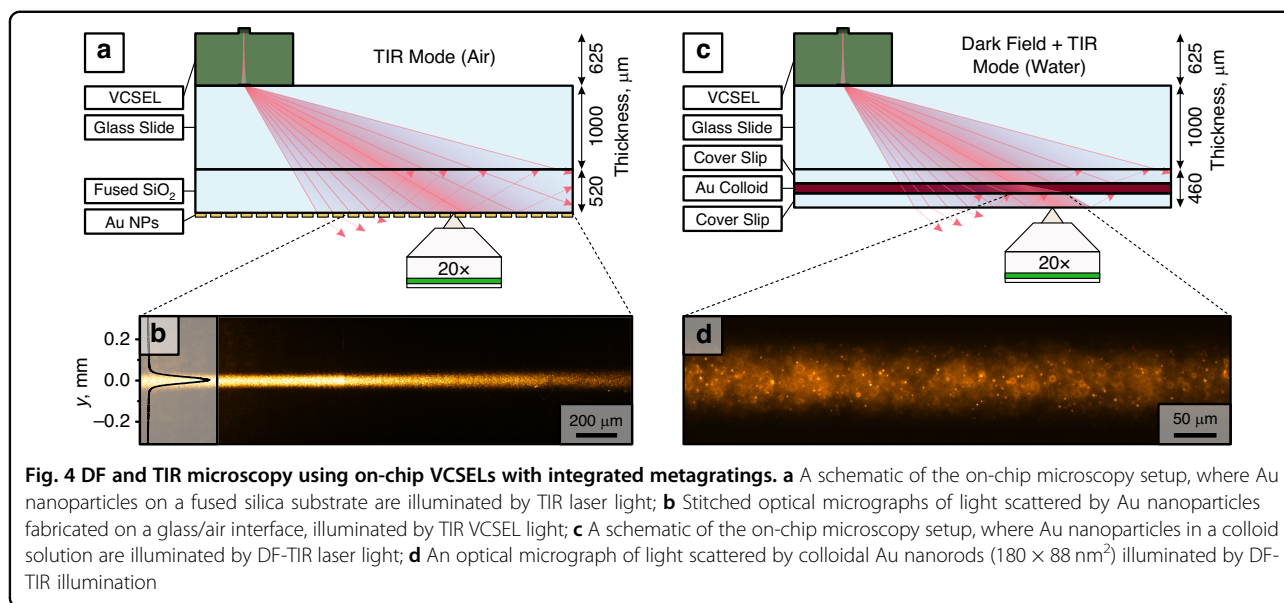 a
TIR Mode (Air)
VCSEL
Glass Slide
Fused SiO2
Au NPs
625
1000
520
Thickness, μm
20×
c
Dark Field + TIR
Mode (Water)
VCSEL
Glass Slide
Cover Slip
Au Colloid
Cover Slip
625
1000
460
Thickness, μm
20×
b
y, mm
0.2
0.0
−0.2
200 μm
d
50 μm
Fig. 4 DF and TIR microscopy using on-chip VCSELs with integrated metagratings. a A schematic of the on-chip microscopy setup, where Au
nanoparticles on a fused silica substrate are illuminated by TIR laser light; b Stitched optical micrographs of light scattered by Au nanoparticles
fabricated on a glass/air interface, illuminated by TIR VCSEL light; c A schematic of the on-chip microscopy setup, where Au nanoparticles in a colloid
solution are illuminated by DF-TIR laser light; d An optical micrograph of light scattered by colloidal Au nanorods (180 × 88 nm²) illuminated by DF-
TIR illumination